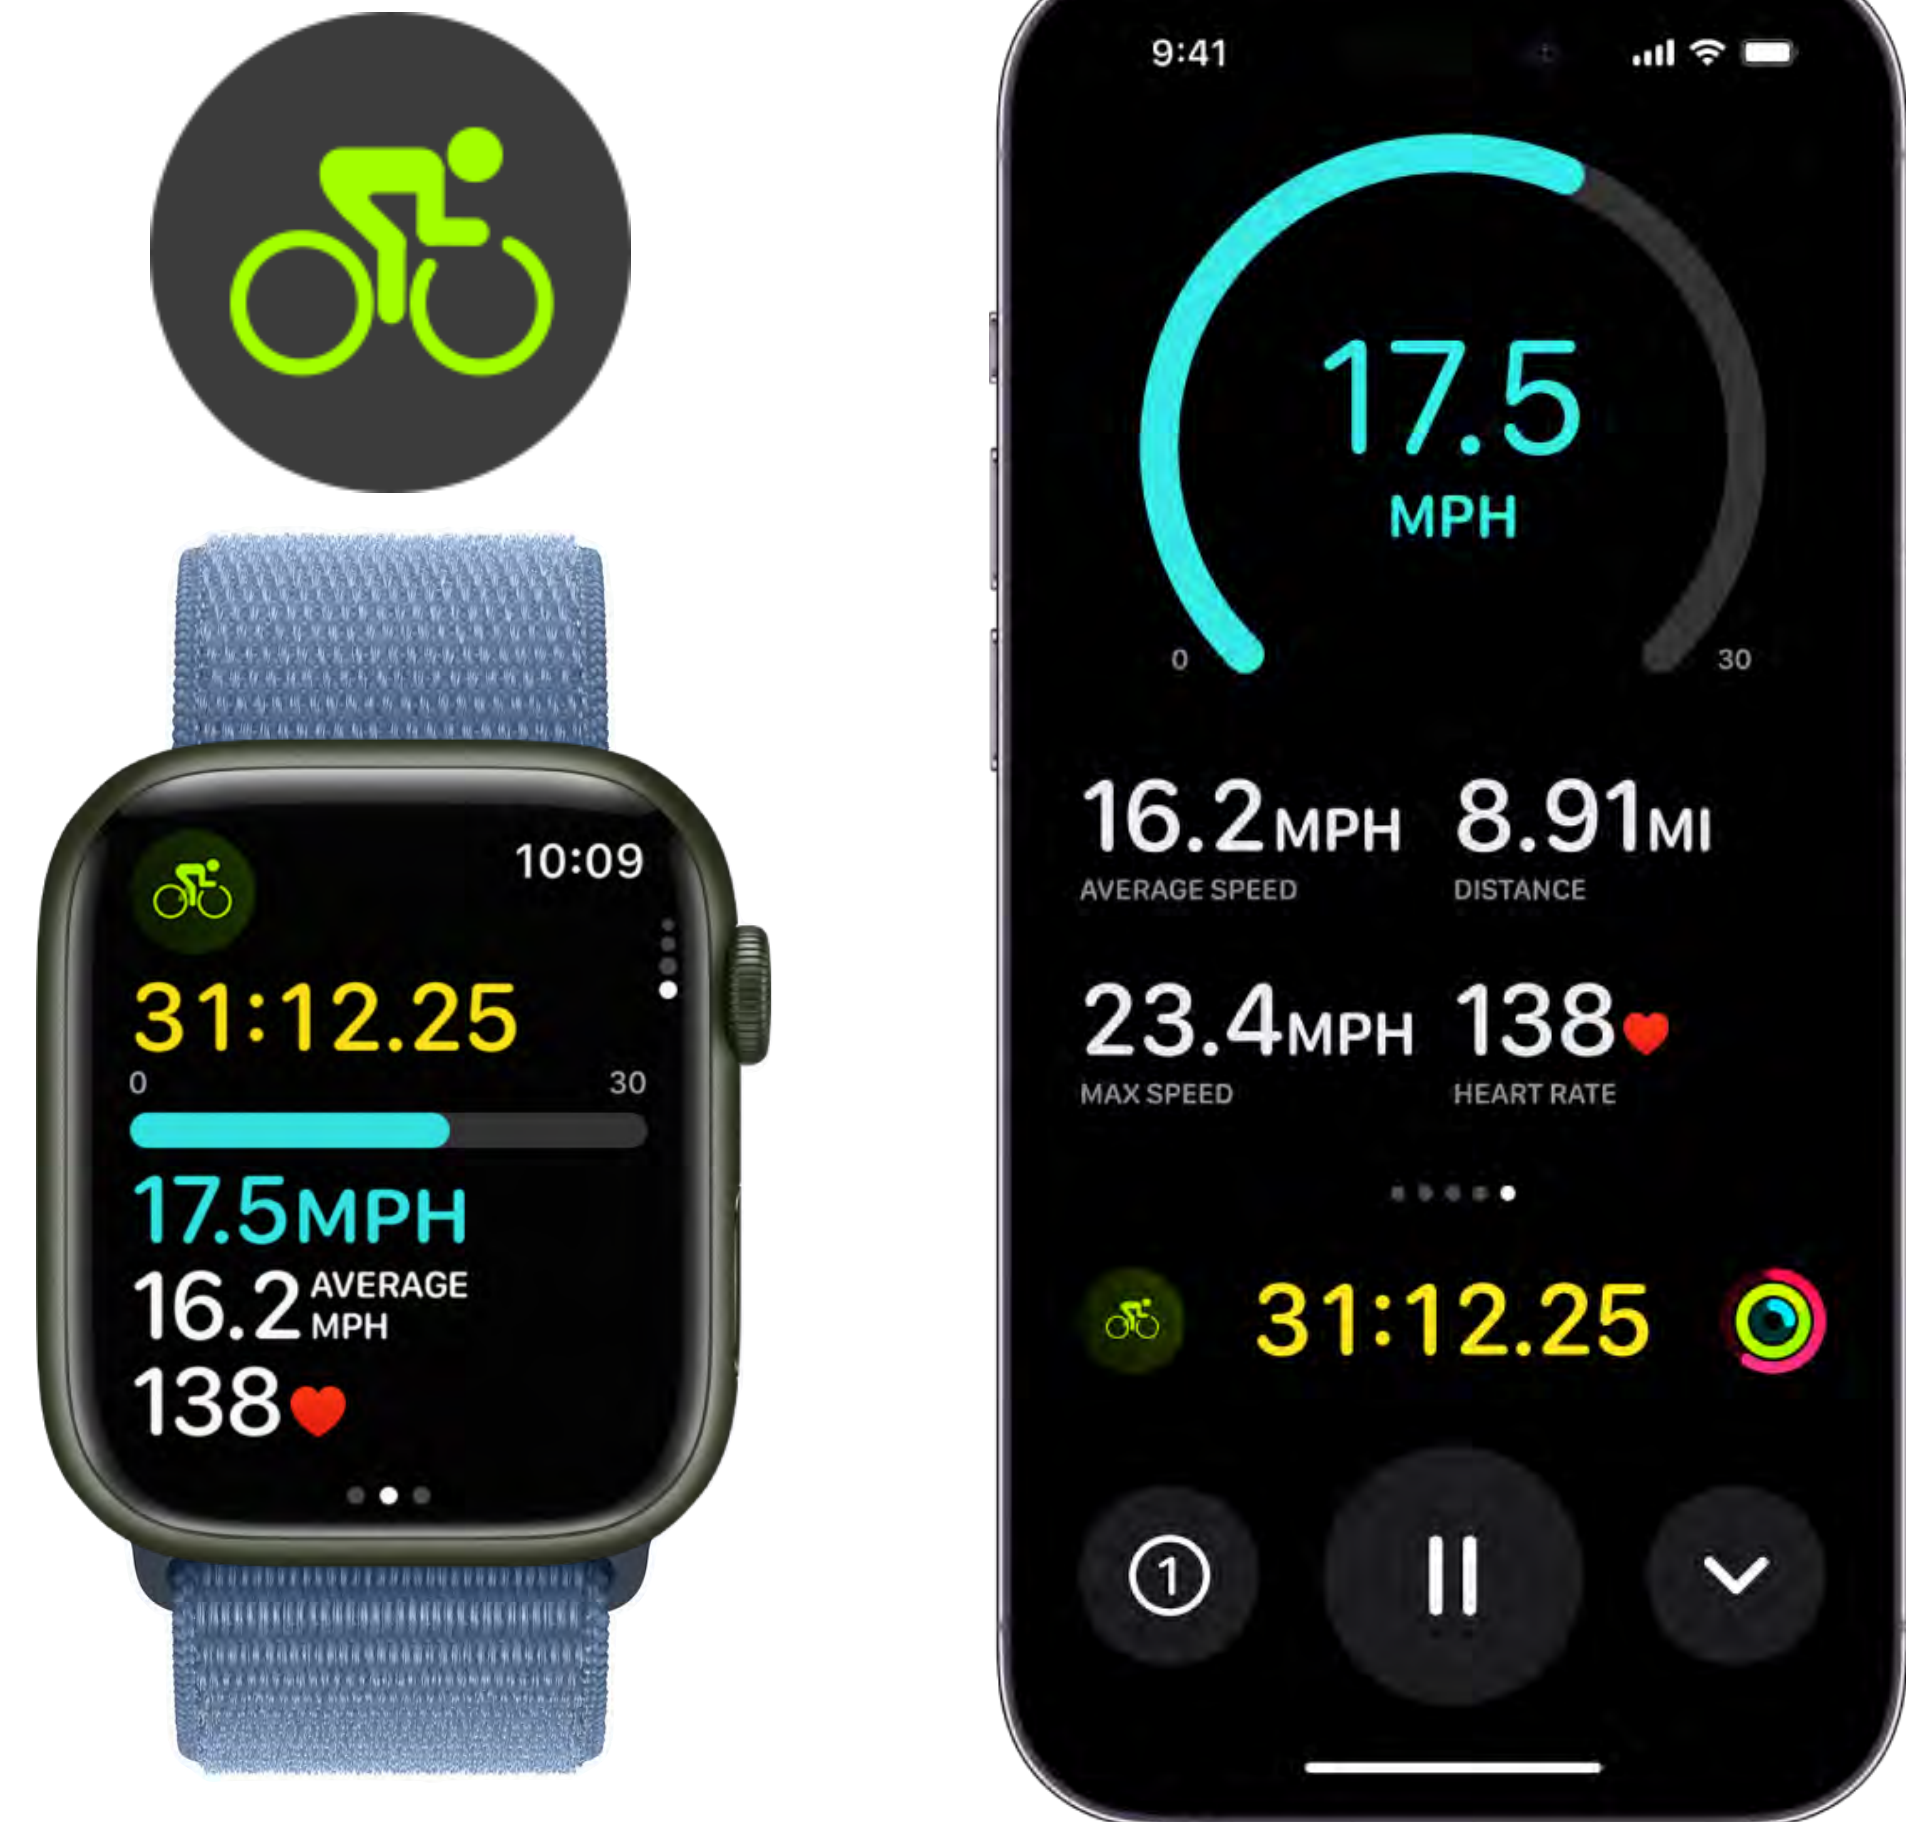 10:09
31:12.25
0 30
17.5MPH
16.2 AVERAGE
MPH
138
9:41
17.5
MPH
0 30
16.2MPH 8.91MI
AVERAGE SPEED DISTANCE
23.4MPH 138
MAX SPEED HEART RATE
31:12.25
1